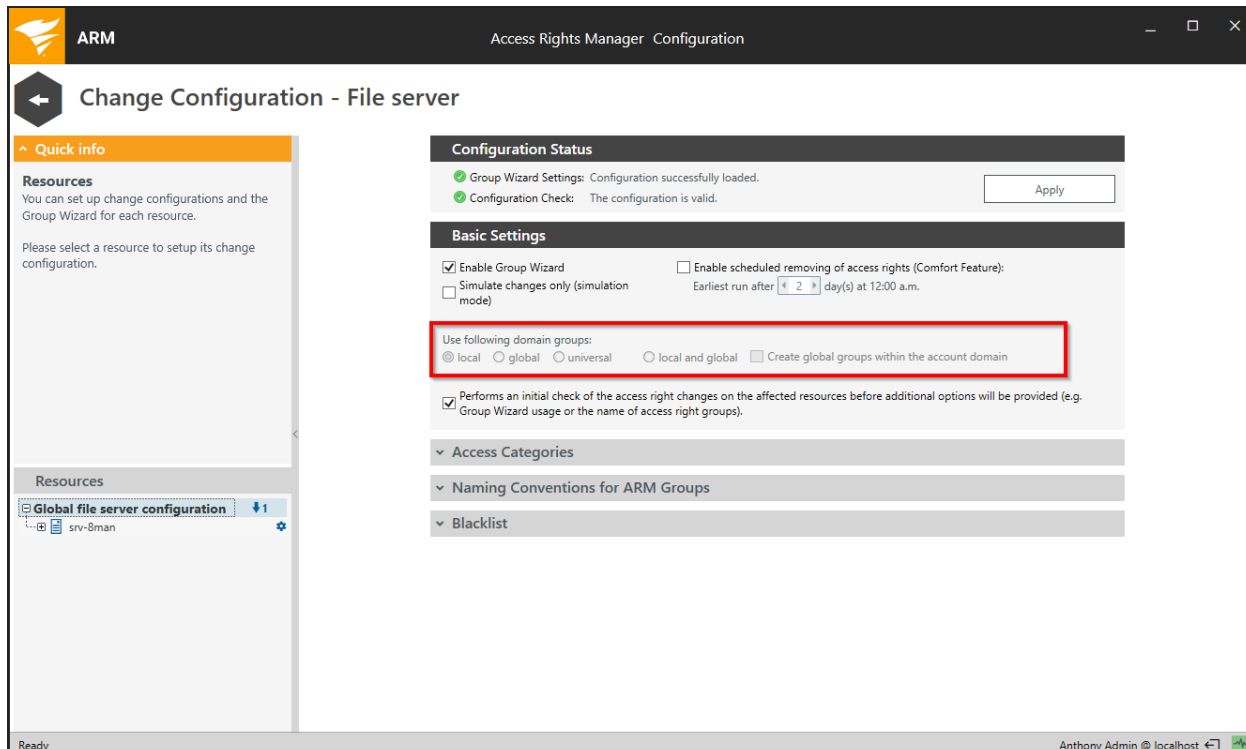 ARM
Access Rights Manager Configuration
Change Configuration - File server
Quick info
Resources
You can set up change configurations and the
Group Wizard for each resource.
Please select a resource to setup its change
configuration.
Resources
Global file server configuration 1
srv-8man
Configuration Status
Group Wizard Settings: Configuration successfully loaded.
Configuration Check: The configuration is valid.
Apply
Basic Settings
Enable Group Wizard
Simulate changes only (simulation
mode)
Enable scheduled removing of access rights (Comfort Feature):
Earliest run after 2 day(s) at 12:00 a.m.
Use following domain groups:
local global universal local and global Create global groups within the account domain
Performs an initial check of the access right changes on the affected resources before additional options will be provided (e.g.
Group Wizard usage or the name of access right groups).
Access Categories
Naming Conventions for ARM Groups
Blacklist
Ready
Anthony Admin @ localhost